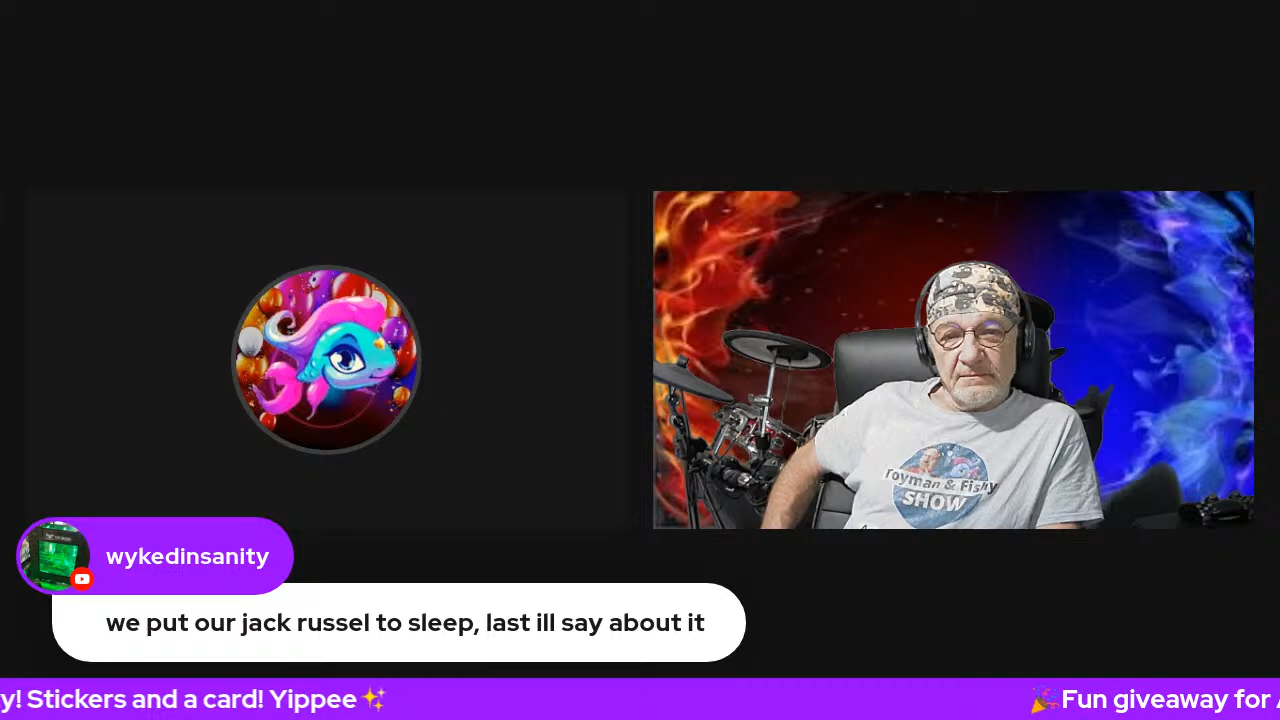 Troyman & Fishy
SHOW
wykedinsanity
we put our jack russel to sleep, last ill say about it
y! Stickers and a card! Yippee✨ 🎉Fun giveaway for